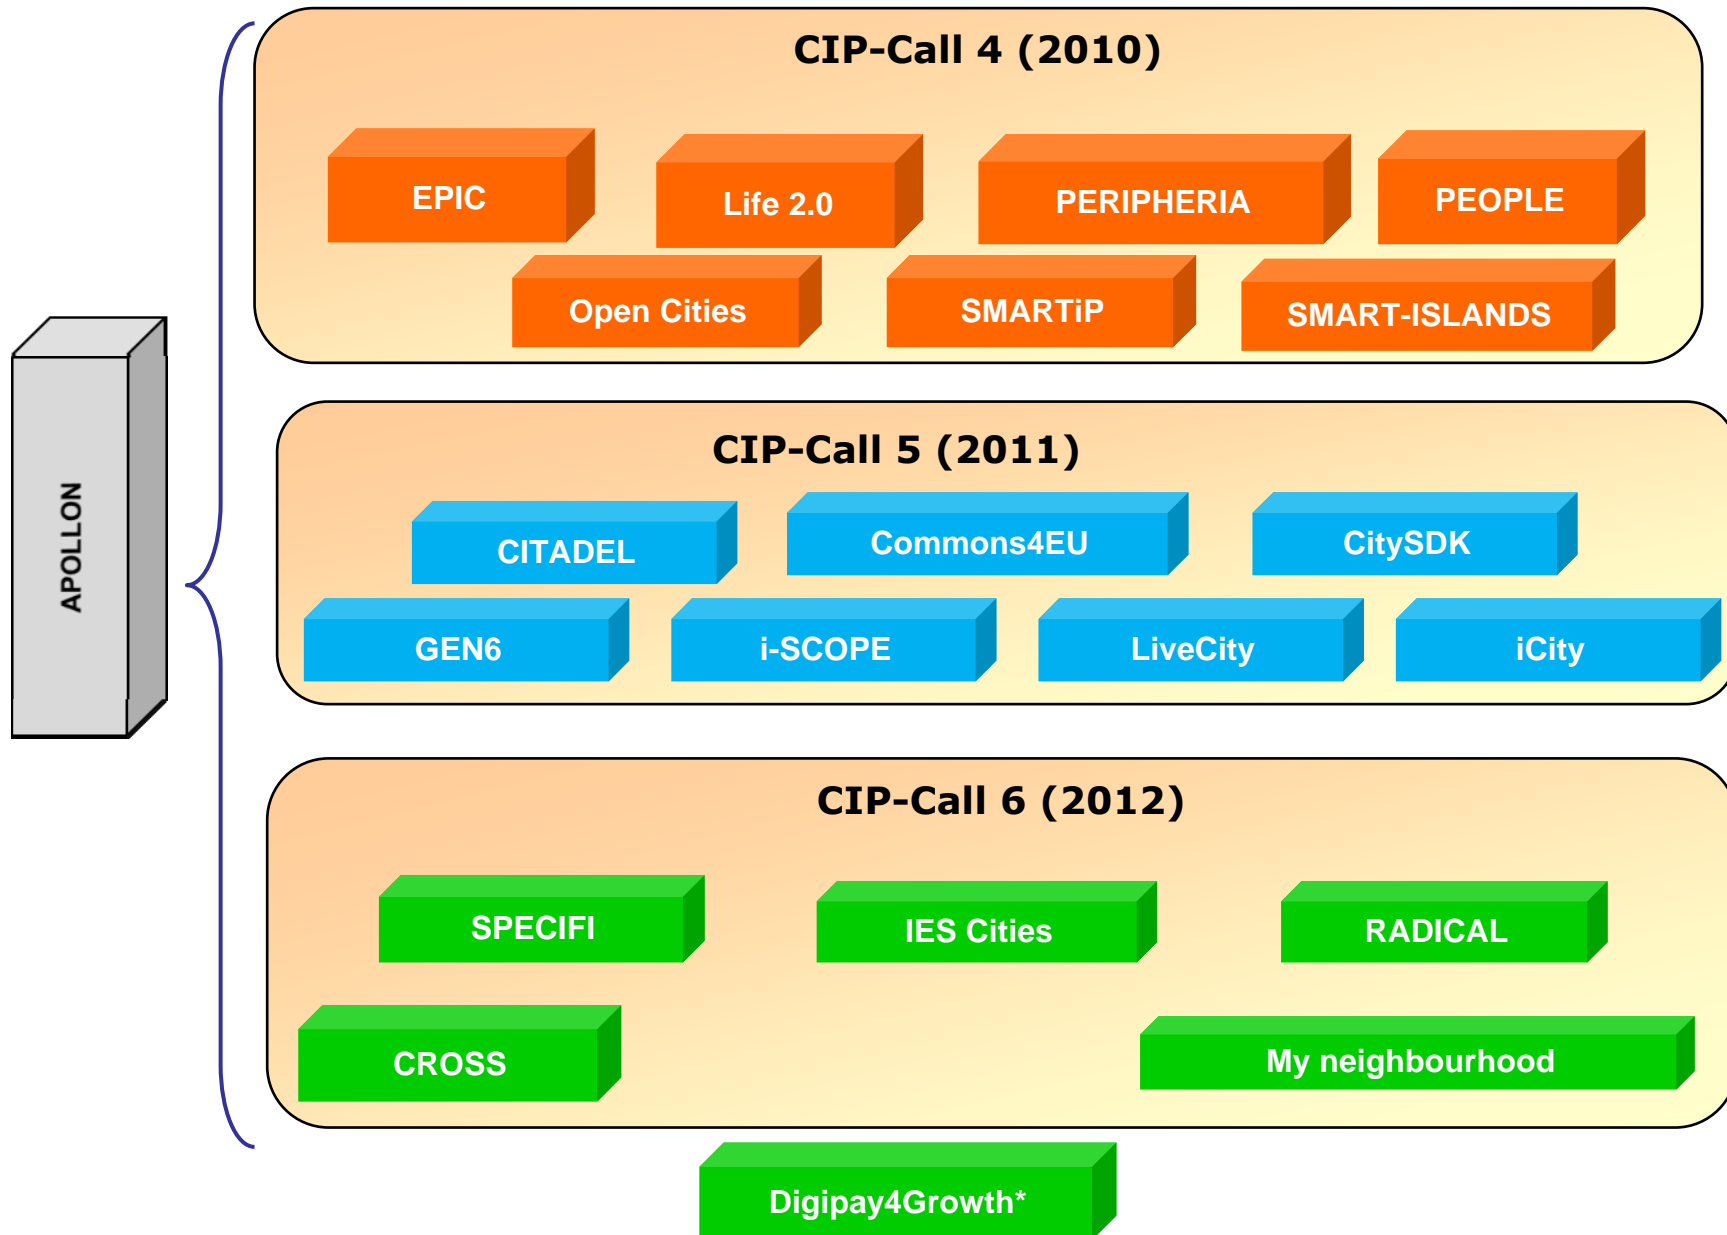 CIP-Call 4 (2010)
EPIC
Life 2.0
PERIPHERIA
PEOPLE
Open Cities
SMARTiP
SMART-ISLANDS
APOLLON
CIP-Call 5 (2011)
CITADEL
Commons4EU
CitySDK
GEN6
i-SCOPE
LiveCity
iCity
CIP-Call 6 (2012)
SPECIFI
IES Cities
RADICAL
CROSS
My neighbourhood
Digipay4Growth*